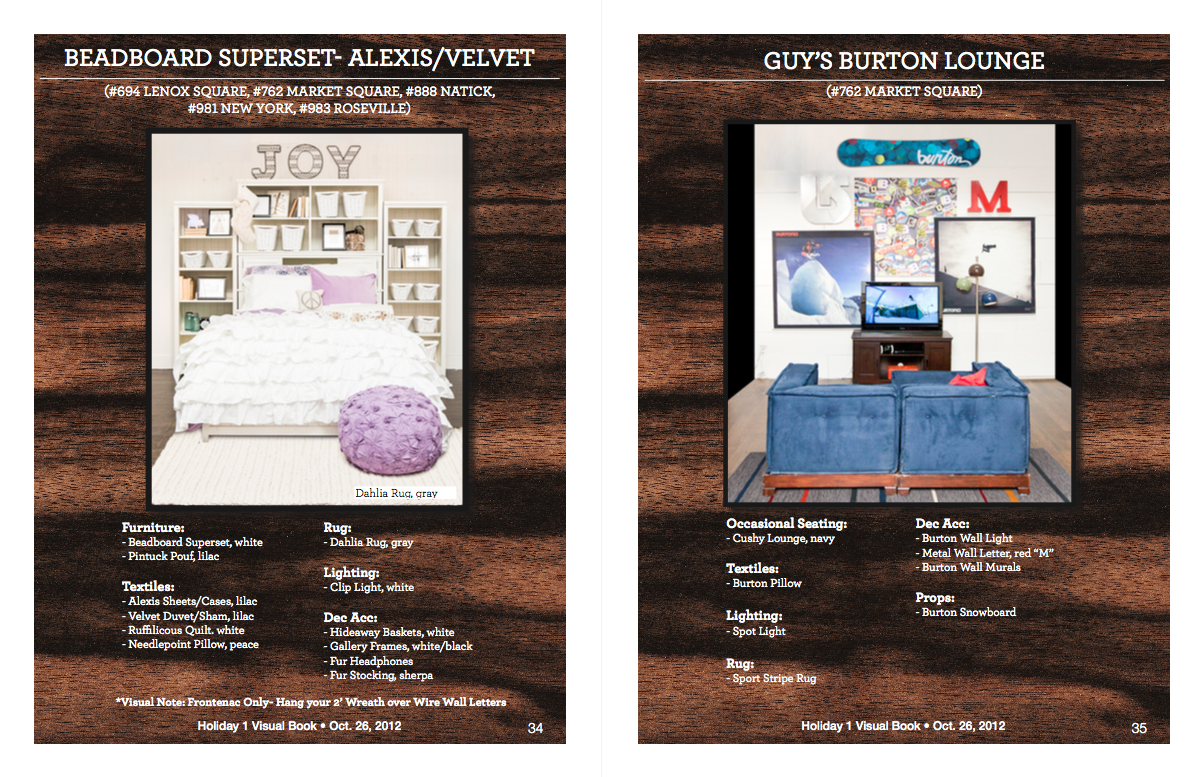 BEADBOARD SUPERSET- ALEXIS/VELVET
(#694 LENOX SQUARE, #762 MARKET SQUARE, #888 NATICK,
#981 NEW YORK, #983 ROSEVILLE)
JOY
Dahlia Rug, gray
Furniture:
- Beadboard Superset, white
- Pintuck Pouf, lilac
Textiles:
- Alexis Sheets/Cases, lilac
- Velvet Duvet/Sham, lilac
- Ruffilicous Quilt. white
- Needlepoint Pillow, peace
Rug:
- Dahlia Rug, gray
Lighting:
- Clip Light, white
Dec Acc:
- Hideaway Baskets, white
- Gallery Frames, white/black
- Fur Headphones
- Fur Stocking, sherpa
*Visual Note: Frontenac Only- Hang your 2' Wreath over Wire Wall Letters
Holiday 1 Visual Book • Oct. 26, 2012
34
GUY'S BURTON LOUNGE
(#762 MARKET SQUARE)
burton
M
Occasional Seating:
- Cushy Lounge, navy
Textiles:
- Burton Pillow
Lighting:
- Spot Light
Rug:
- Sport Stripe Rug
Dec Acc:
- Burton Wall Light
- Metal Wall Letter, red "M"
- Burton Wall Murals
Props:
- Burton Snowboard
Holiday 1 Visual Book • Oct. 26, 2012
35